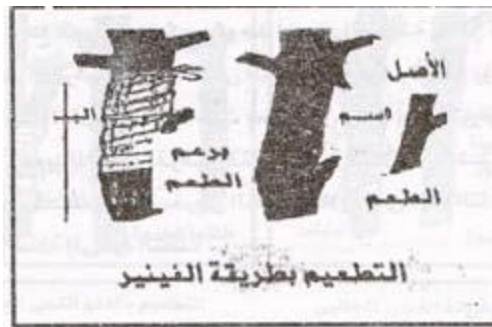 الأصل
اسم
برعم
الطعم
الطعم
التطعيم بطريقة الفينير